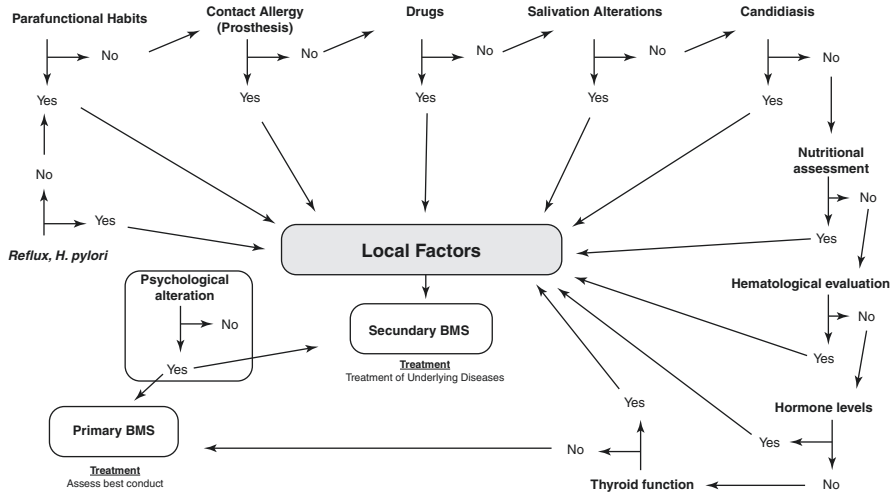 Parafunctional Habits
No
Yes
No
Yes
Reflux, H. pylori
Contact Allergy
(Prosthesis)
No
Yes
Drugs
No
Yes
Salivation Alterations
No
Yes
Candidiasis
No
Yes
Nutritional
assessment
No
Yes
Hematological evaluation
No
Yes
Hormone levels
Yes
No
Thyroid function
Yes
No
Local Factors
Secundary BMS
Treatment
Treatment of Underlying Diseases
Psychological
alteration
No
Yes
Primary BMS
Treatment
Assess best conduct